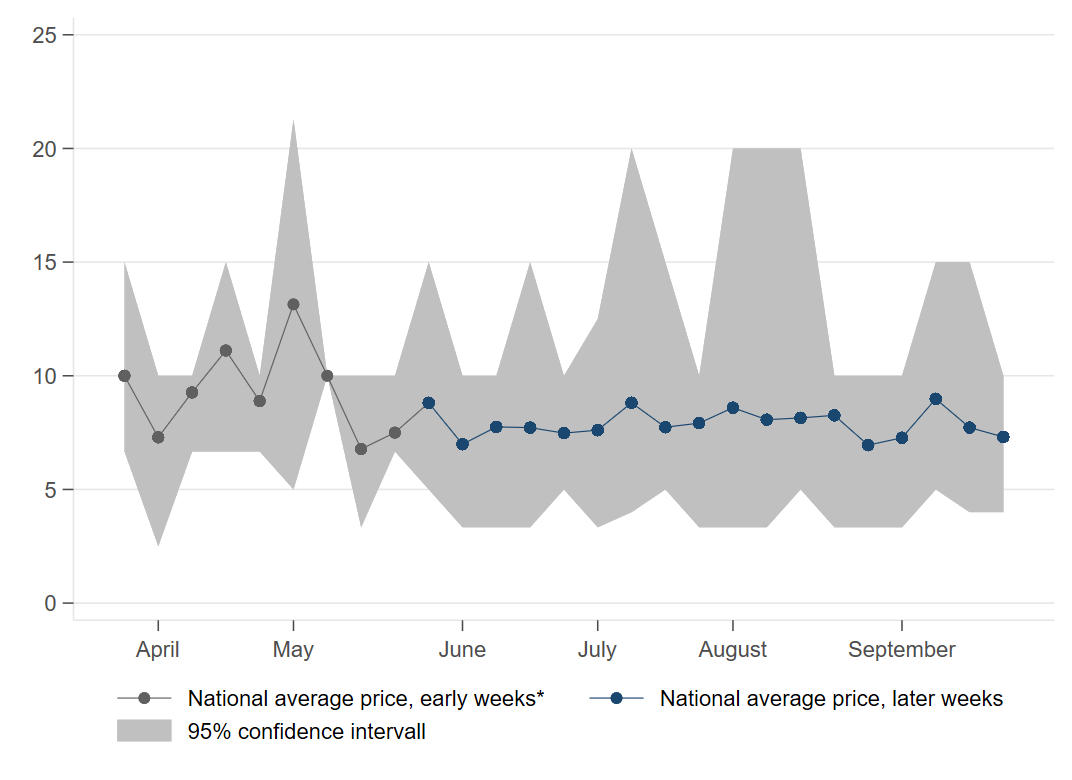 25
20
15
10
5
0
April May June July August September
National average price, early weeks* National average price, later weeks
95% confidence intervall